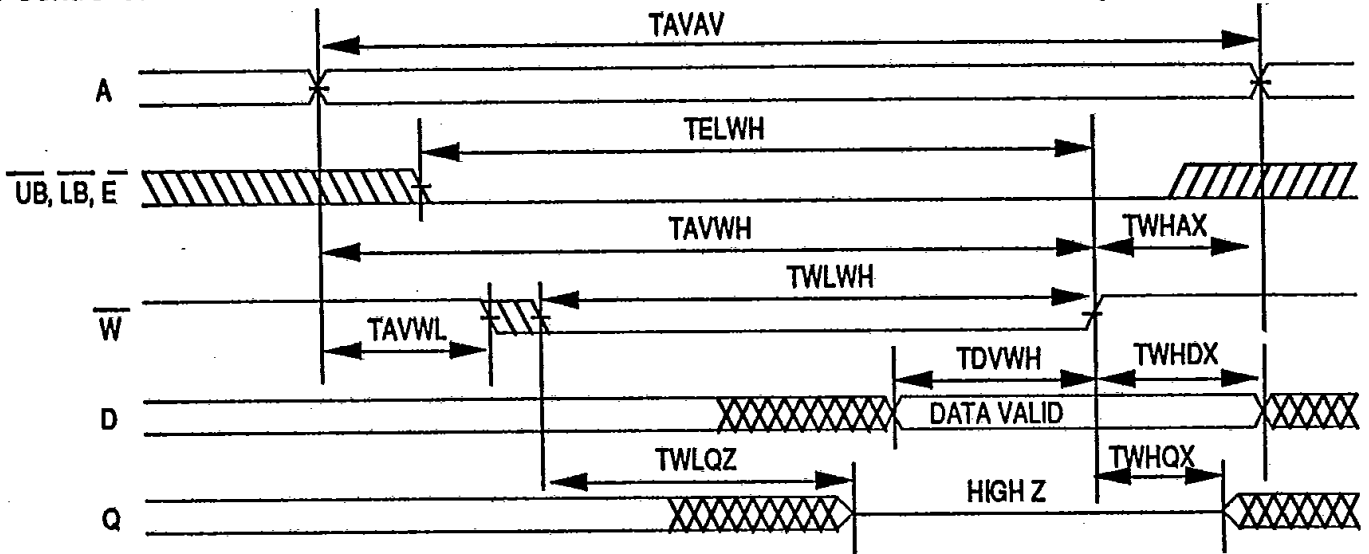 TAVAV
A
TELWH
UB, LB, E
TAVWH
TWHAX
TWLWH
W
TAVWL
TDVWH
TWHDX
D
DATA VALID
TWLQZ
TWHQX
Q
HIGH Z